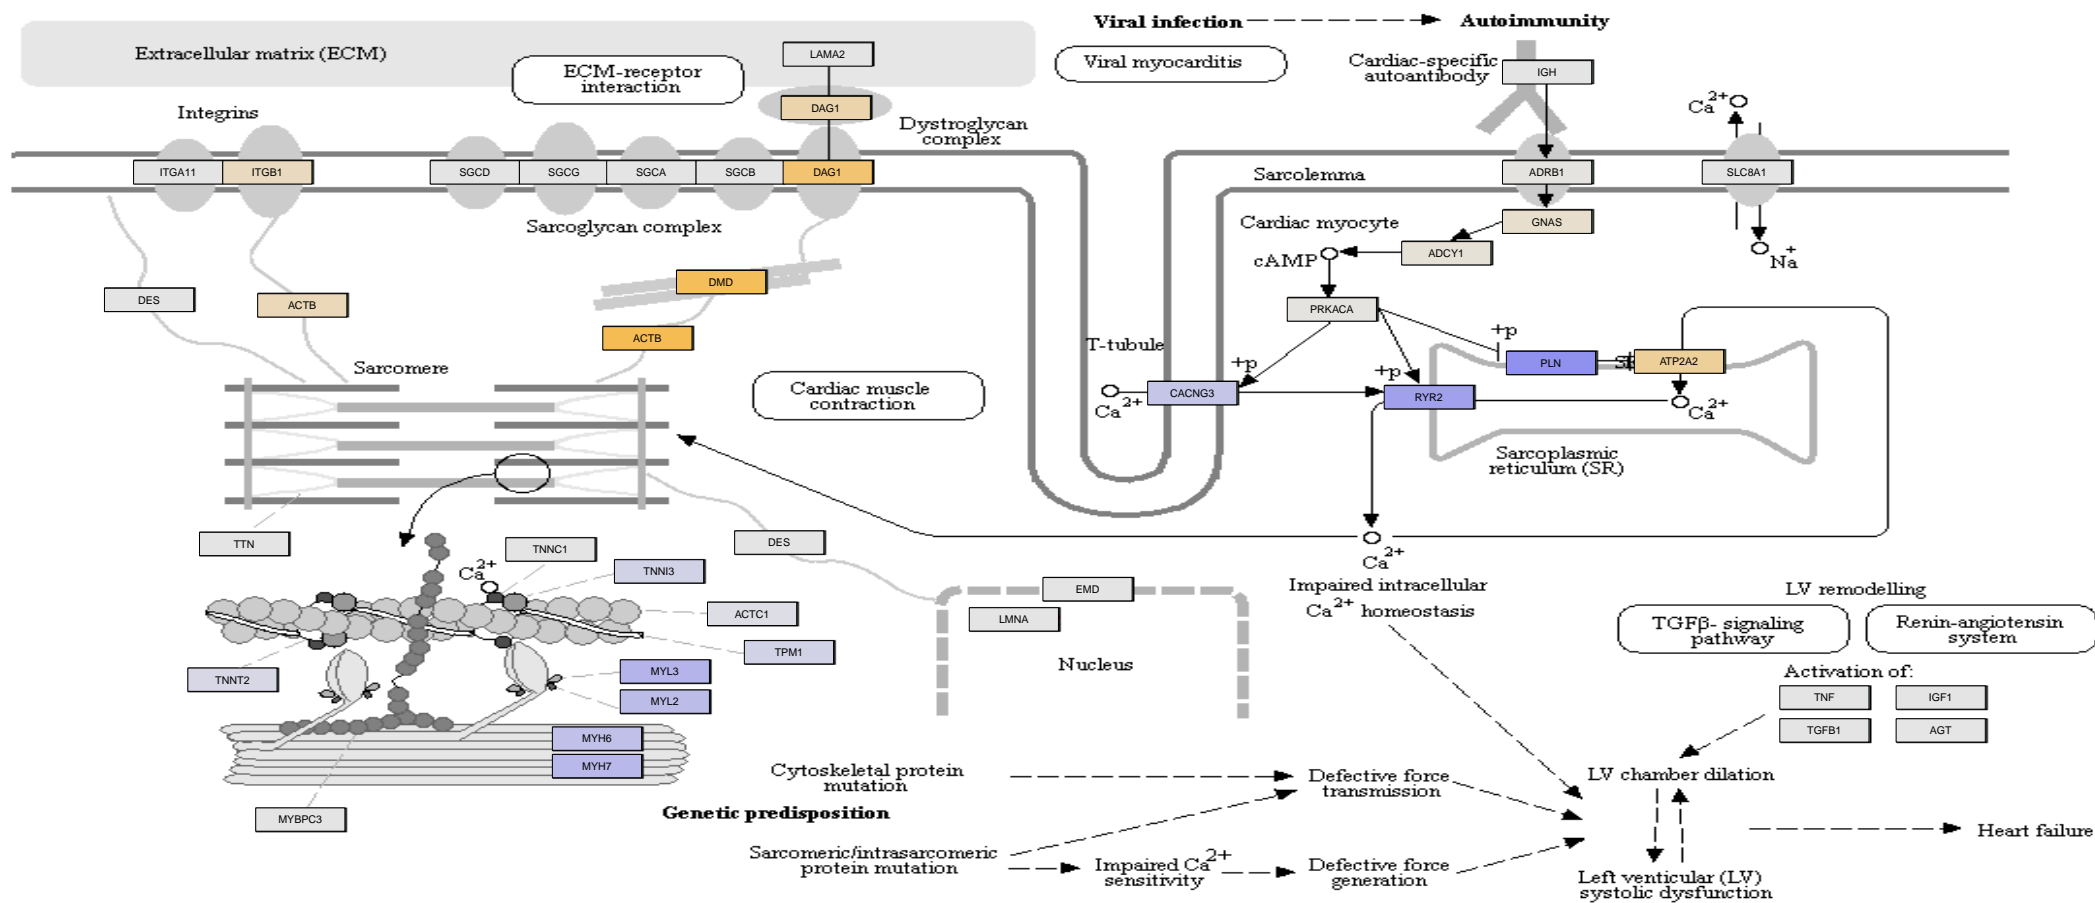 Viral infection
Autoimmunity
Extracellular matrix (ECM)
LAMA2
ECM-receptor
interaction
Viral myocarditis
Cardiac-specific
autoantibody
IGH
DAG1
Integrins
Dystroglycan
complex
Ca2+
ITGA11
ITGB1
SGCD
SGCG
SGCA
SGCB
DAG1
Sarcolemma
ADRB1
SLC8A1
Sarcoglycan complex
Cardiac myocyte
GNAS
cAMP
ADCY1
Na+
DES
ACTB
DMD
PRKACA
ACTB
T-tubule
+p
+p
+p
PLN
ATP2A2
Sarcomere
Cardiac muscle
contraction
Ca2+
CACNG3
RYR2
Ca2+
Sarcoplasmic
reticulum (SR)
TTN
TNNC1
DES
Ca2+
Ca2+
TNNI3
EMD
LMNA
Impaired intracellular
Ca2+ homeostasis
LV remodelling
ACTC1
TGFβ- signaling
pathway
Renin-angiotensin
system
TPM1
Nucleus
TNNT2
MYL3
MYL2
Activation of:
TNF
IGF1
TGFB1
AGT
MYH6
MYH7
MYBPC3
Cytoskeletal protein
mutation
Defective force
transmission
LV chamber dilation
Genetic predisposition
Heart failure
Sarcomeric/intrasarcomeric
protein mutation
Impaired Ca2+
sensitivity
Defective force
generation
Left venticular (LV)
systolic dysfunction